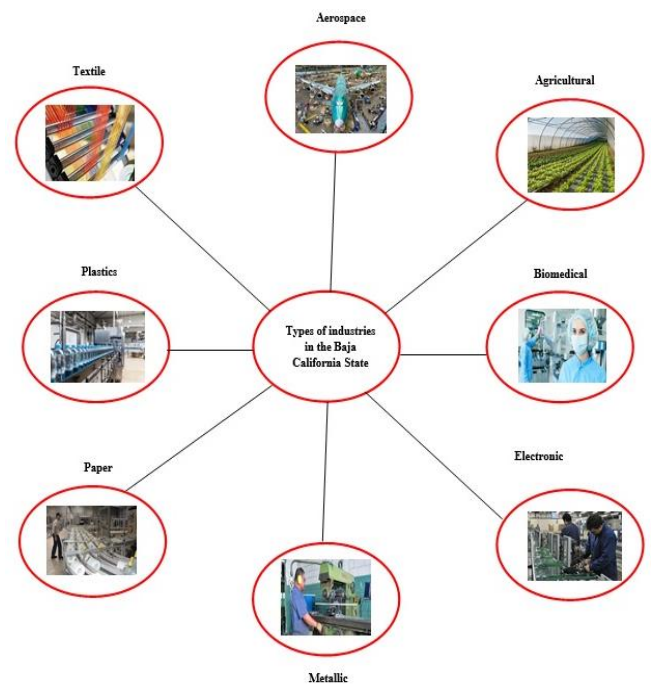 Aerospace
Textile
Agricultural
Plastics
Biomedical
Types of industries
in the Baja
California State
Paper
Electronic
Metallic